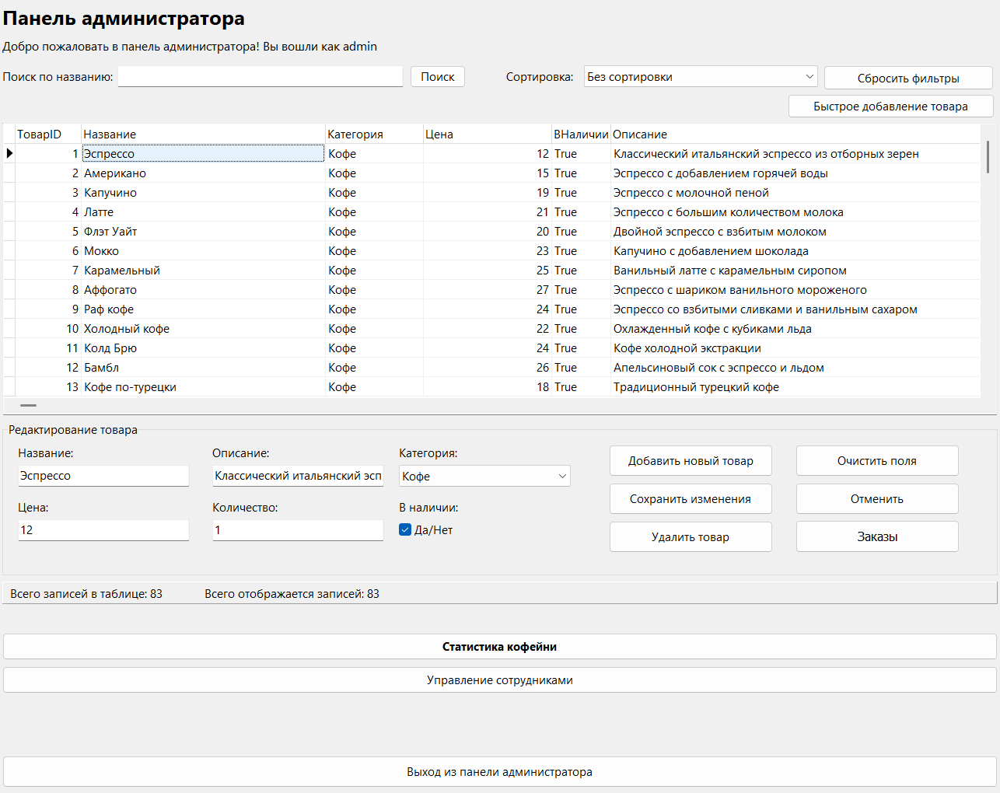 Панель администратора
Добро пожаловать в панель администратора! Вы вошли как admin
Поиск по названию: Поиск Сортировка: Без сортировки Сбросить фильтры
Быстрое добавление товара
ТоварID Название Категория Цена ВНаличии Описание
1 Эспрессо Кофе 12 True Классический итальянский эспрессо из отборных зерен
2 Американо Кофе 15 True Эспрессо с добавлением горячей воды
3 Капучино Кофе 19 True Эспрессо с молочной пеной
4 Латте Кофе 21 True Эспрессо с большим количеством молока
5 Флэт Уайт Кофе 20 True Двойной эспрессо с взбитым молоком
6 Мокко Кофе 23 True Капучино с добавлением шоколада
7 Карамельный Кофе 25 True Ванильный латте с карамельным сиропом
8 Аффогато Кофе 27 True Эспрессо с шариком ванильного мороженого
9 Раф кофе Кофе 24 True Эспрессо со взбитыми сливками и ванильным сахаром
10 Холодный кофе Кофе 22 True Охлажденный кофе с кубиками льда
11 Колд Брю Кофе 24 True Кофе холодной экстракции
12 Бамбл Кофе 26 True Апельсиновый сок с эспрессо и льдом
13 Кофе по-турецки Кофе 18 True Традиционный турецкий кофе
Редактирование товара
Название: Описание: Категория:
Эспрессо Классический итальянский эсп Кофе
Добавить новый товар Очистить поля
Сохранить изменения Отменить
Цена: Количество: В наличии:
12 1 Да/Нет
Удалить товар Заказы
Всего записей в таблице: 83 Всего отображается записей: 83
Статистика кофейни
Управление сотрудниками
Выход из панели администратора